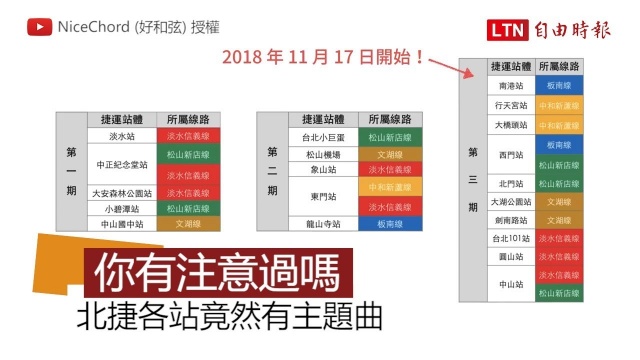 NiceChord (好和弦) 授權
LTN 自由時報
2018 年 11 月 17 日開始！
第一期
捷運站體 所屬線路
淡水站 淡水信義線
中正紀念堂站 松山新店線
淡水信義線
大安森林公園站 淡水信義線
小碧潭站 松山新店線
中山國中站 文湖線
第二期
捷運站體 所屬線路
台北小巨蛋 松山新店線
松山機場 文湖線
象山站 淡水信義線
東門站 中和新蘆線
淡水信義線
龍山寺站 板南線
第三期
捷運站體 所屬線路
南港站 板南線
行天宮站 中和新蘆線
大橋頭站 中和新蘆線
西門站 板南線
松山新店線
北門站 松山新店線
大湖公園站 文湖線
劍南路站 文湖線
台北101站 淡水信義線
圓山站 淡水信義線
中山站 淡水信義線
松山新店線
你有注意過嗎
北捷各站竟然有主題曲